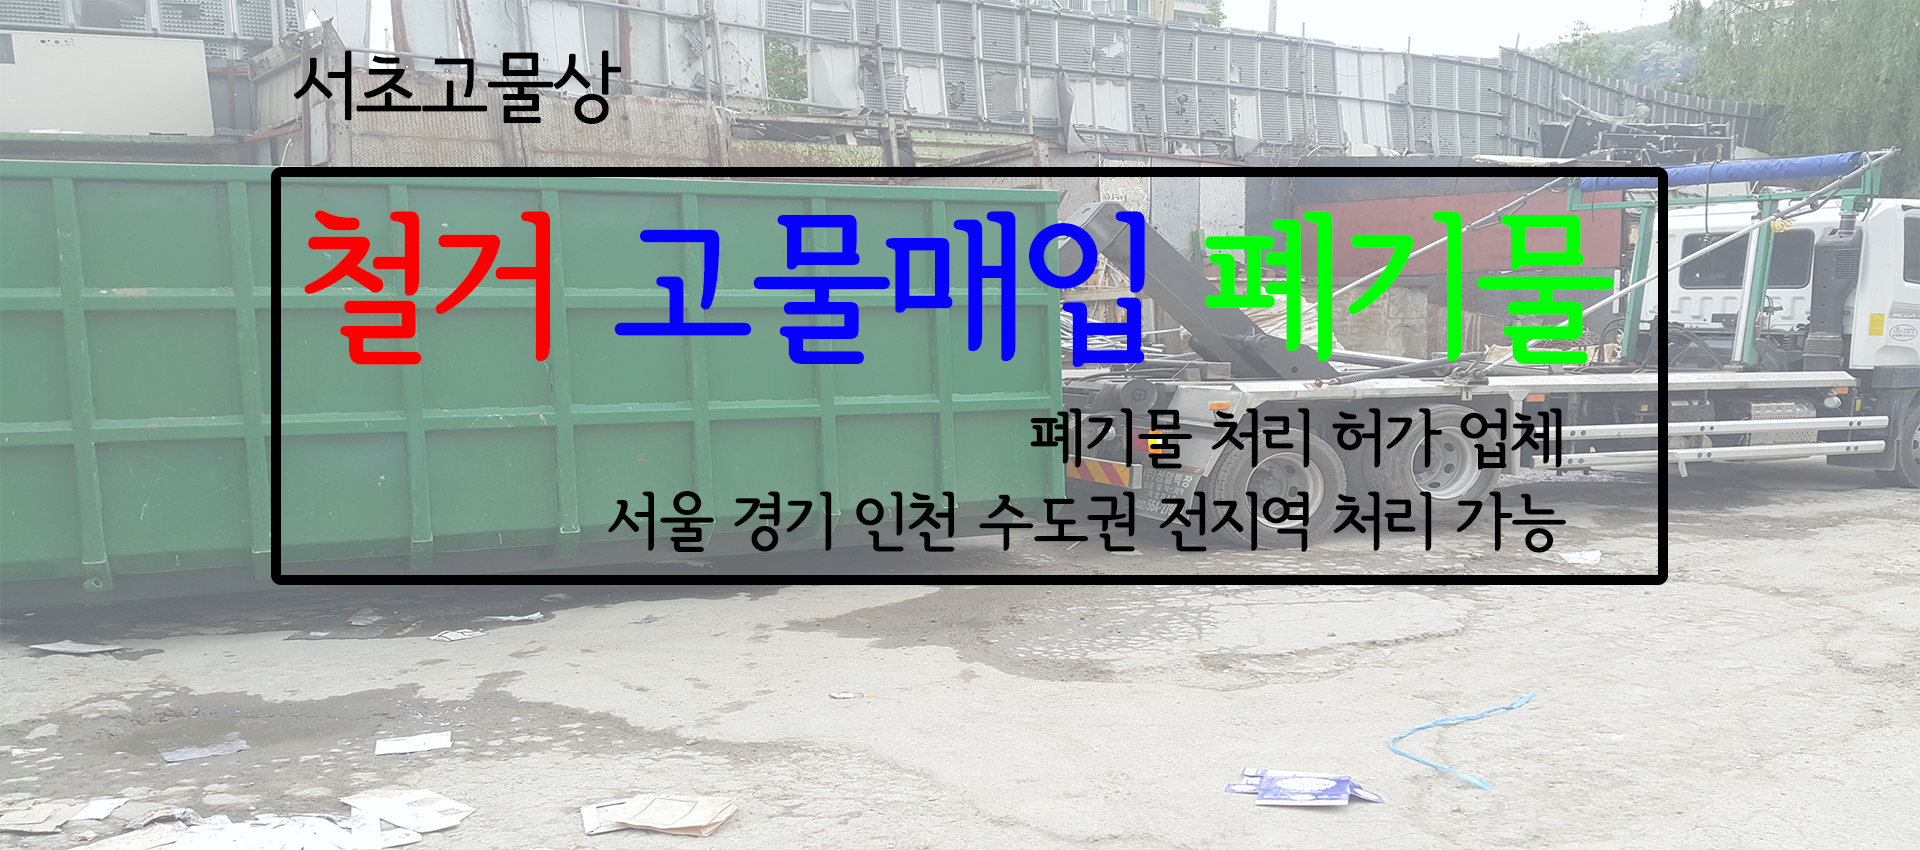 서초고물상
철거 고물매입 폐기물
폐기물 처리 허가 업체
서울 경기 인천 수도권 전지역 처리 가능